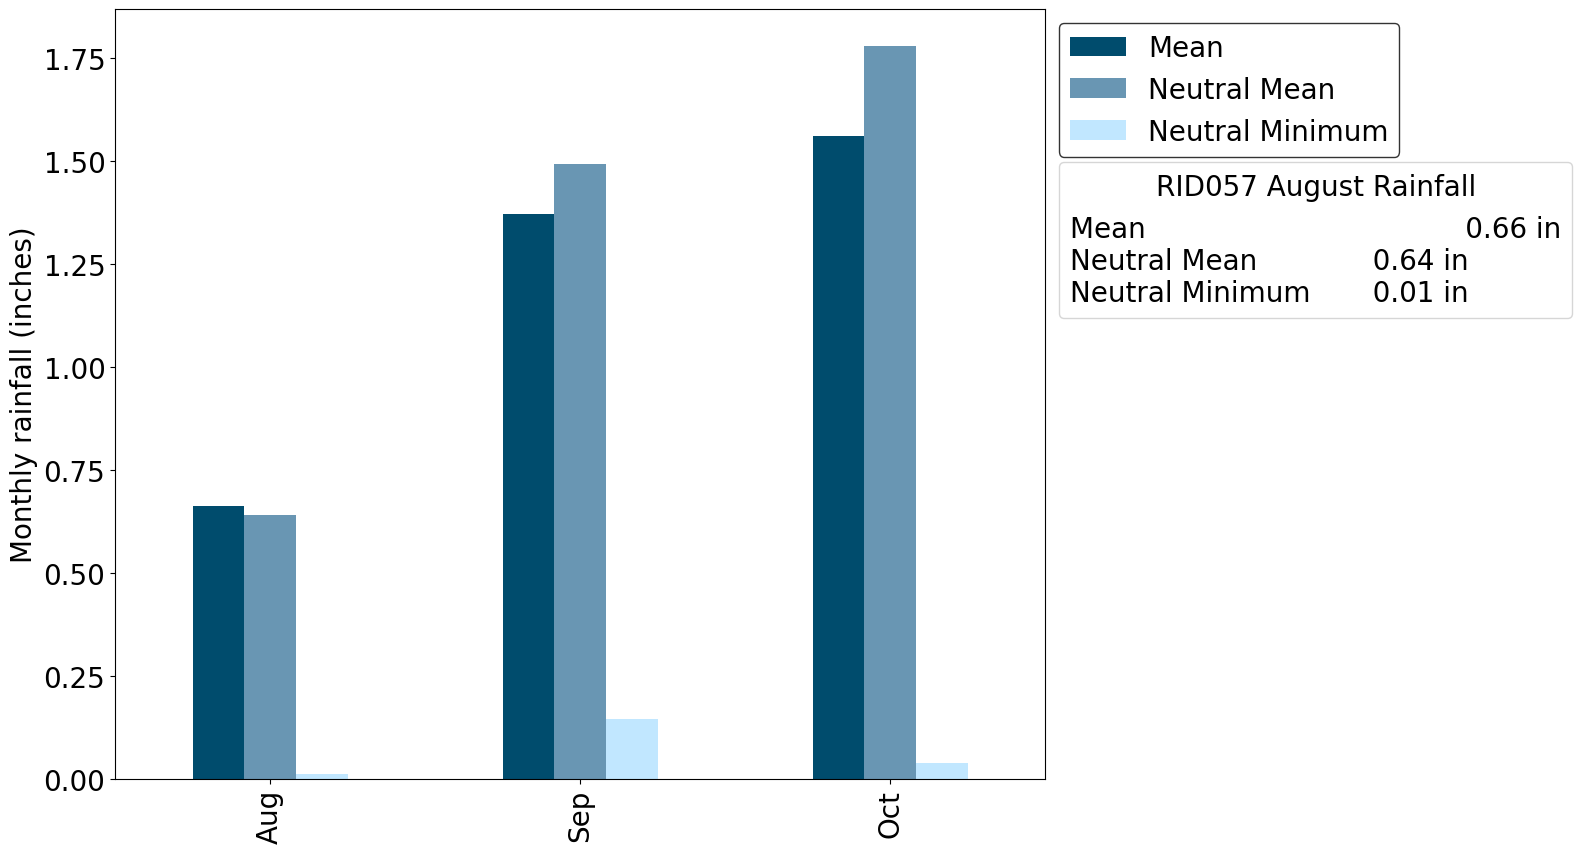 Monthly rainfall (inches)
1.75
1.50
1.25
1.00
0.75
0.50
0.25
0.00
Aug
Sep
Oct
Mean
Neutral Mean
Neutral Minimum
RID057 August Rainfall
Mean 0.66 in
Neutral Mean 0.64 in
Neutral Minimum 0.01 in